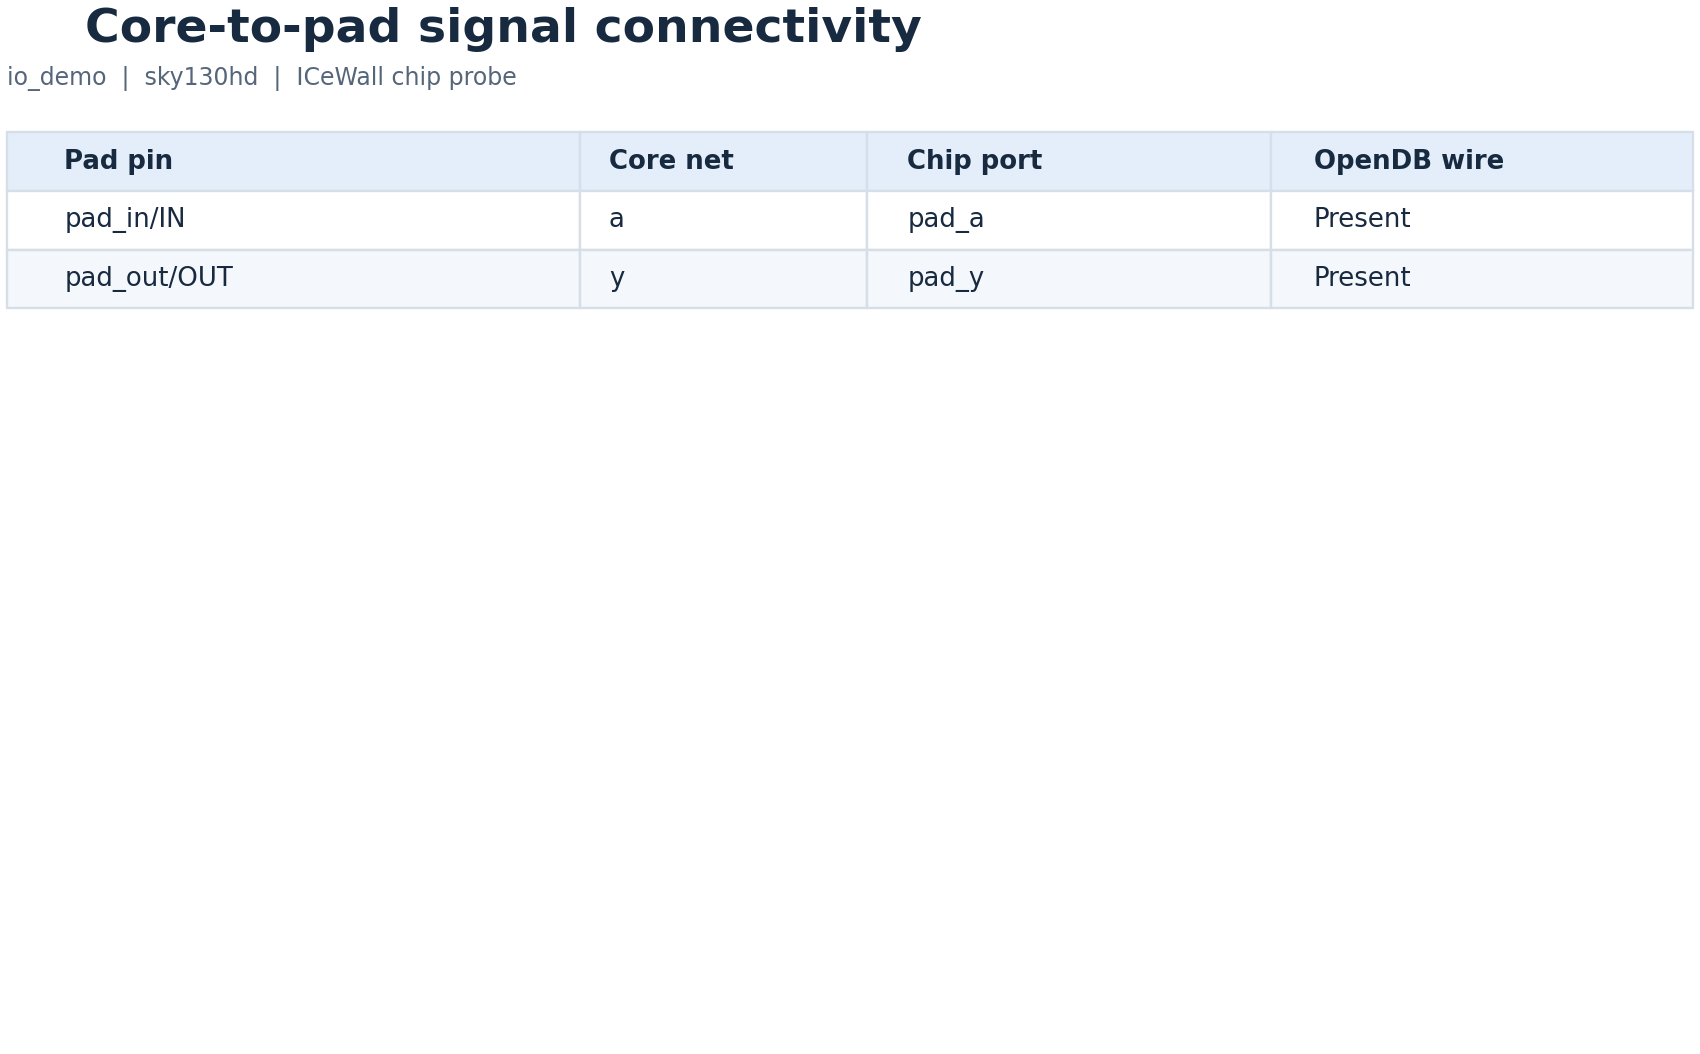 Core-to-pad signal connectivity
io_demo | sky130hd | ICeWall chip probe
Pad pin Core net Chip port OpenDB wire
pad_in/IN a pad_a Present
pad_out/OUT y pad_y Present